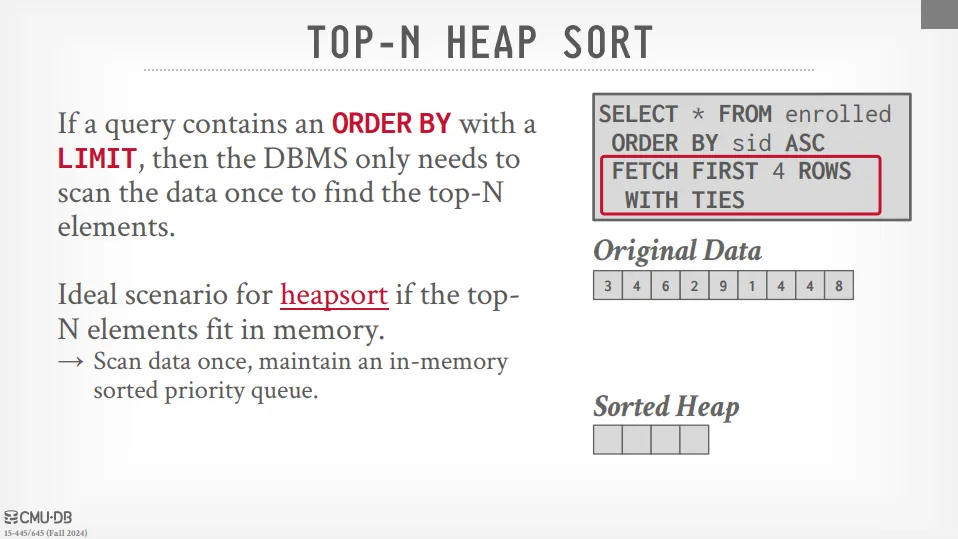 TOP-N HEAP SORT
If a query contains an ORDER BY with a
LIMIT, then the DBMS only needs to
scan the data once to find the top-N
elements.
Ideal scenario for heapsort if the top-
N elements fit in memory.
→ Scan data once, maintain an in-memory
sorted priority queue.
SELECT * FROM enrolled
ORDER BY sid ASC
FETCH FIRST 4 ROWS
WITH TIES
Original Data
3 4 6 2 9 1 4 4 8
Sorted Heap
CMU·DB
15-445/645 (Fall 2024)